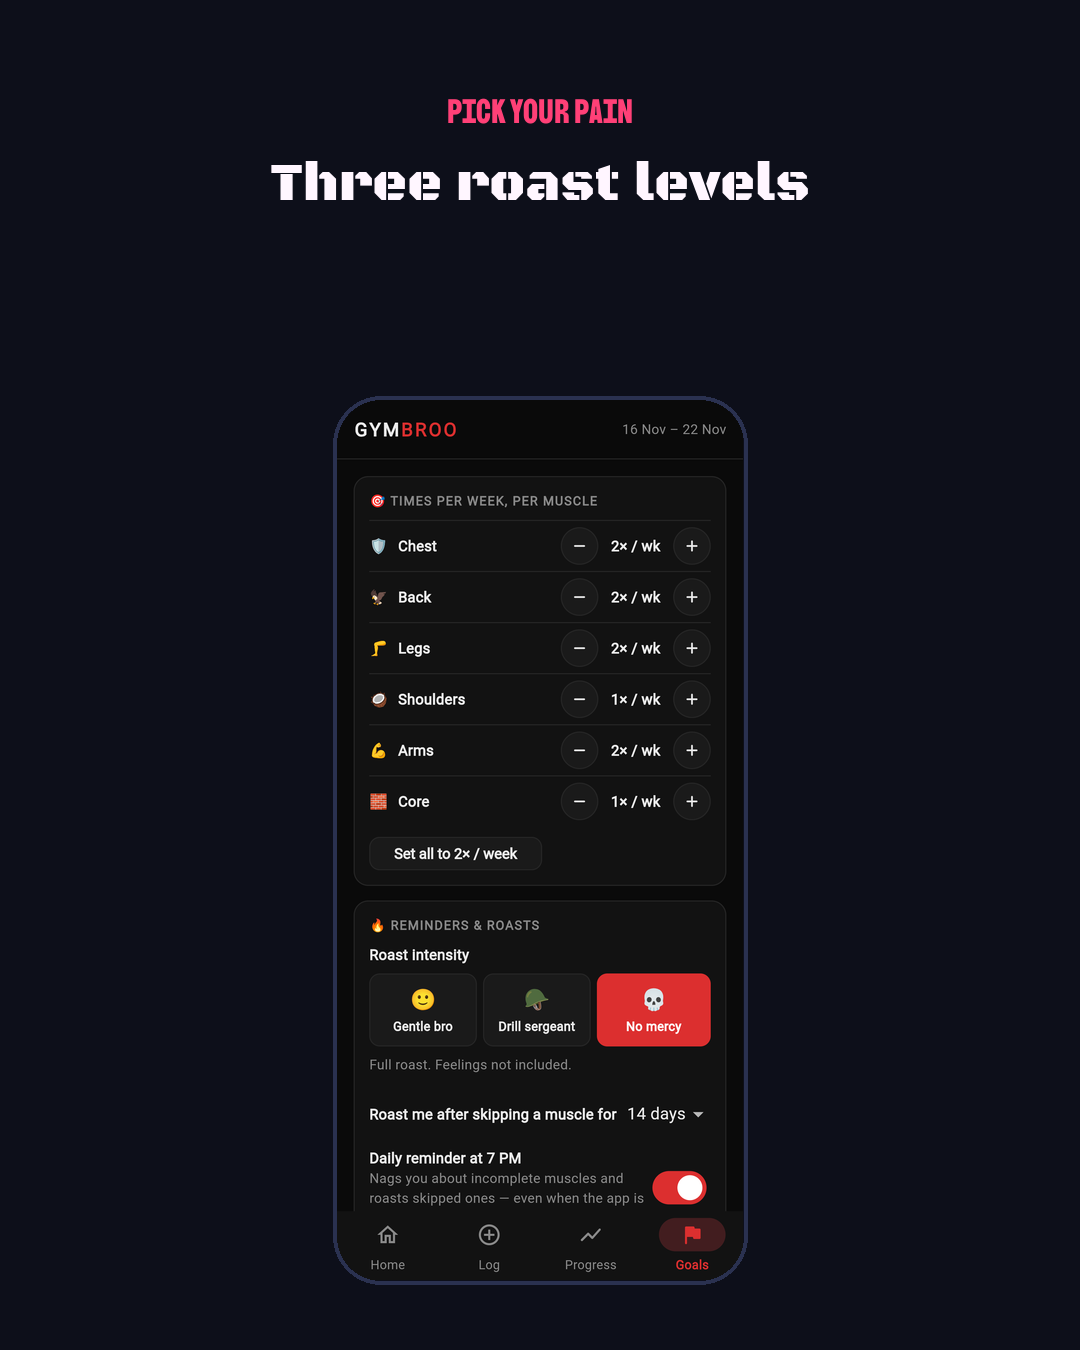 PICK YOUR PAIN
Three roast levels
GYMBROO
16 Nov – 22 Nov
TIMES PER WEEK, PER MUSCLE
Chest − 2× / wk +
Back − 2× / wk +
Legs − 2× / wk +
Shoulders − 1× / wk +
Arms − 2× / wk +
Core − 1× / wk +
Set all to 2× / week
REMINDERS & ROASTS
Roast intensity
Gentle bro
Drill sergeant
No mercy
Full roast. Feelings not included.
Roast me after skipping a muscle for 14 days
Daily reminder at 7 PM
Nags you about incomplete muscles and
roasts skipped ones — even when the app is
Home
Log
Progress
Goals